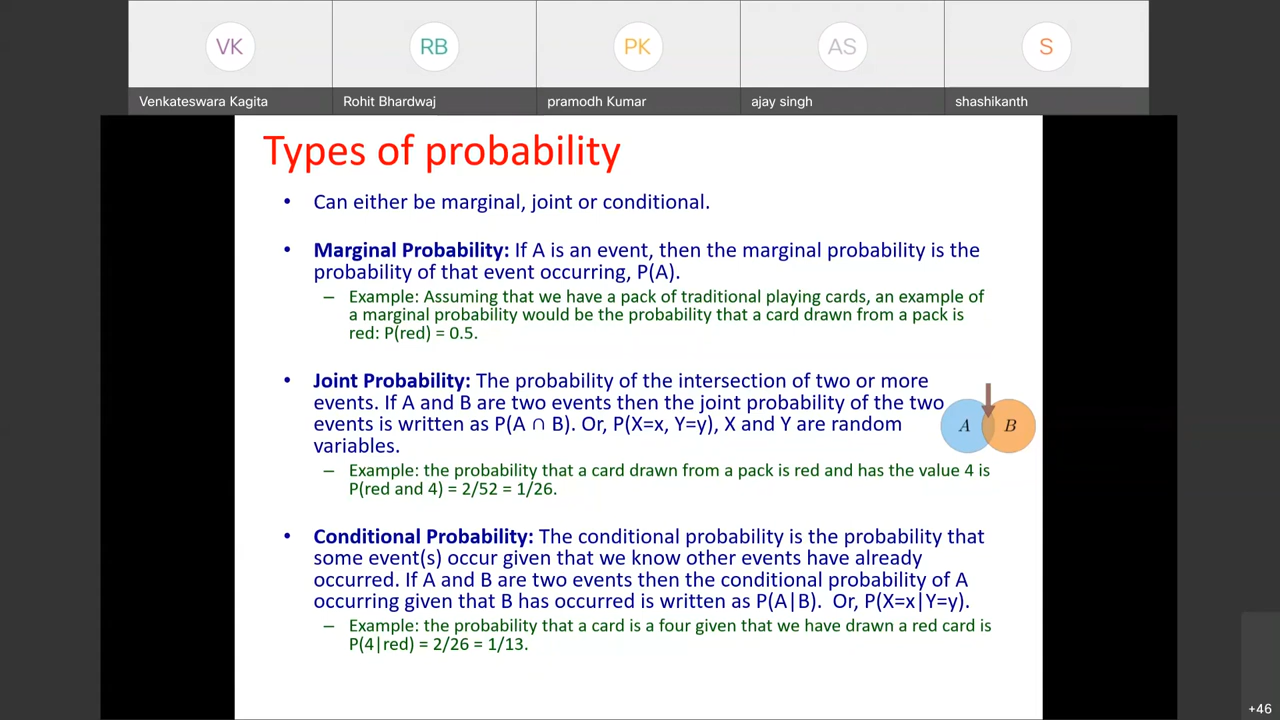 VK
RB
PK
AS
S
Venkateswara Kagita
Rohit Bhardwaj
pramodh Kumar
ajay singh
shashikanth
Types of probability
• Can either be marginal, joint or conditional.
• Marginal Probability: If A is an event, then the marginal probability is the
probability of that event occurring, P(A).
– Example: Assuming that we have a pack of traditional playing cards, an example of
a marginal probability would be the probability that a card drawn from a pack is
red: P(red) = 0.5.
• Joint Probability: The probability of the intersection of two or more
events. If A and B are two events then the joint probability of the two
events is written as P(A ∩ B). Or, P(X=x, Y=y), X and Y are random
variables.
A
B
– Example: the probability that a card drawn from a pack is red and has the value 4 is
P(red and 4) = 2/52 = 1/26.
• Conditional Probability: The conditional probability is the probability that
some event(s) occur given that we know other events have already
occurred. If A and B are two events then the conditional probability of A
occurring given that B has occurred is written as P(A|B). Or, P(X=x|Y=y).
– Example: the probability that a card is a four given that we have drawn a red card is
P(4|red) = 2/26 = 1/13.
+46